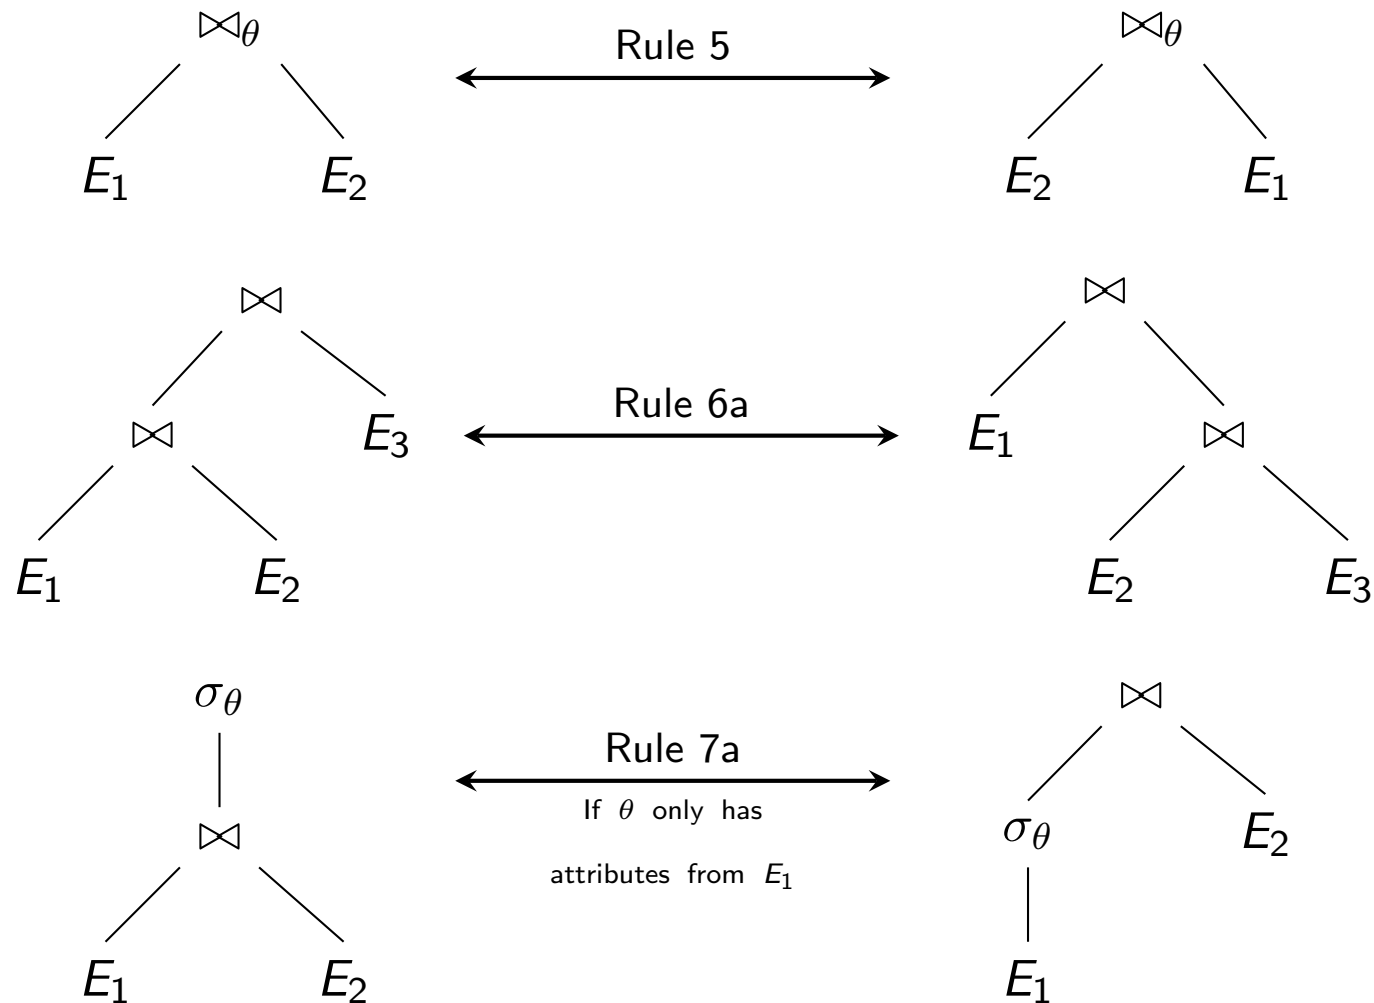 ⋈θ Rule 5 ⋈θ
E1 E2 E2 E1
⋈ ⋈
Rule 6a
⋈ E3 E1 ⋈
E1 E2 E2 E3
σθ ⋈
Rule 7a
If θ only has
⋈ σθ E2
attributes from E1
E1 E2 E1